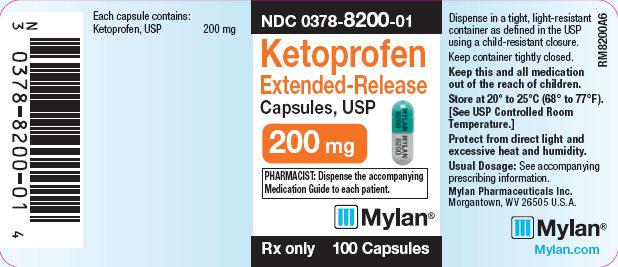 N
3 0378-8200-01 4
Each capsule contains:
Ketoprofen, USP 200 mg
NDC 0378-8200-01
Ketoprofen
Extended-Release
Capsules, USP
200 mg
MYLAN 8200
MYLAN 8200
PHARMACIST: Dispense the accompanying
Medication Guide to each patient.
Mylan®
Rx only 100 Capsules
Dispense in a tight, light-resistant
container as defined in the USP
using a child-resistant closure.
Keep container tightly closed.
Keep this and all medication
out of the reach of children.
Store at 20° to 25°C (68° to 77°F).
[See USP Controlled Room
Temperature.]
Protect from direct light and
excessive heat and humidity.
Usual Dosage: See accompanying
prescribing information.
Mylan Pharmaceuticals Inc.
Morgantown, WV 26505 U.S.A.
Mylan®
Mylan.com
RM8200A6